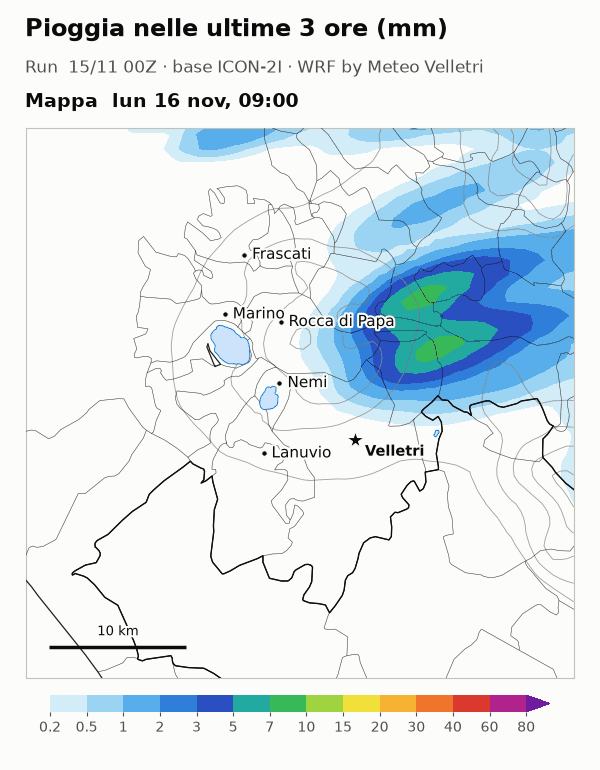 Pioggia nelle ultime 3 ore (mm)
Run  15/11 00Z · base ICON-2I · WRF by Meteo Velletri
Mappa  lun 16 nov, 09:00
Frascati
Marino
Rocca di Papa
Nemi
Velletri
Lanuvio
10 km
0.2 0.5 1 2 3 5 7 10 15 20 30 40 60 80